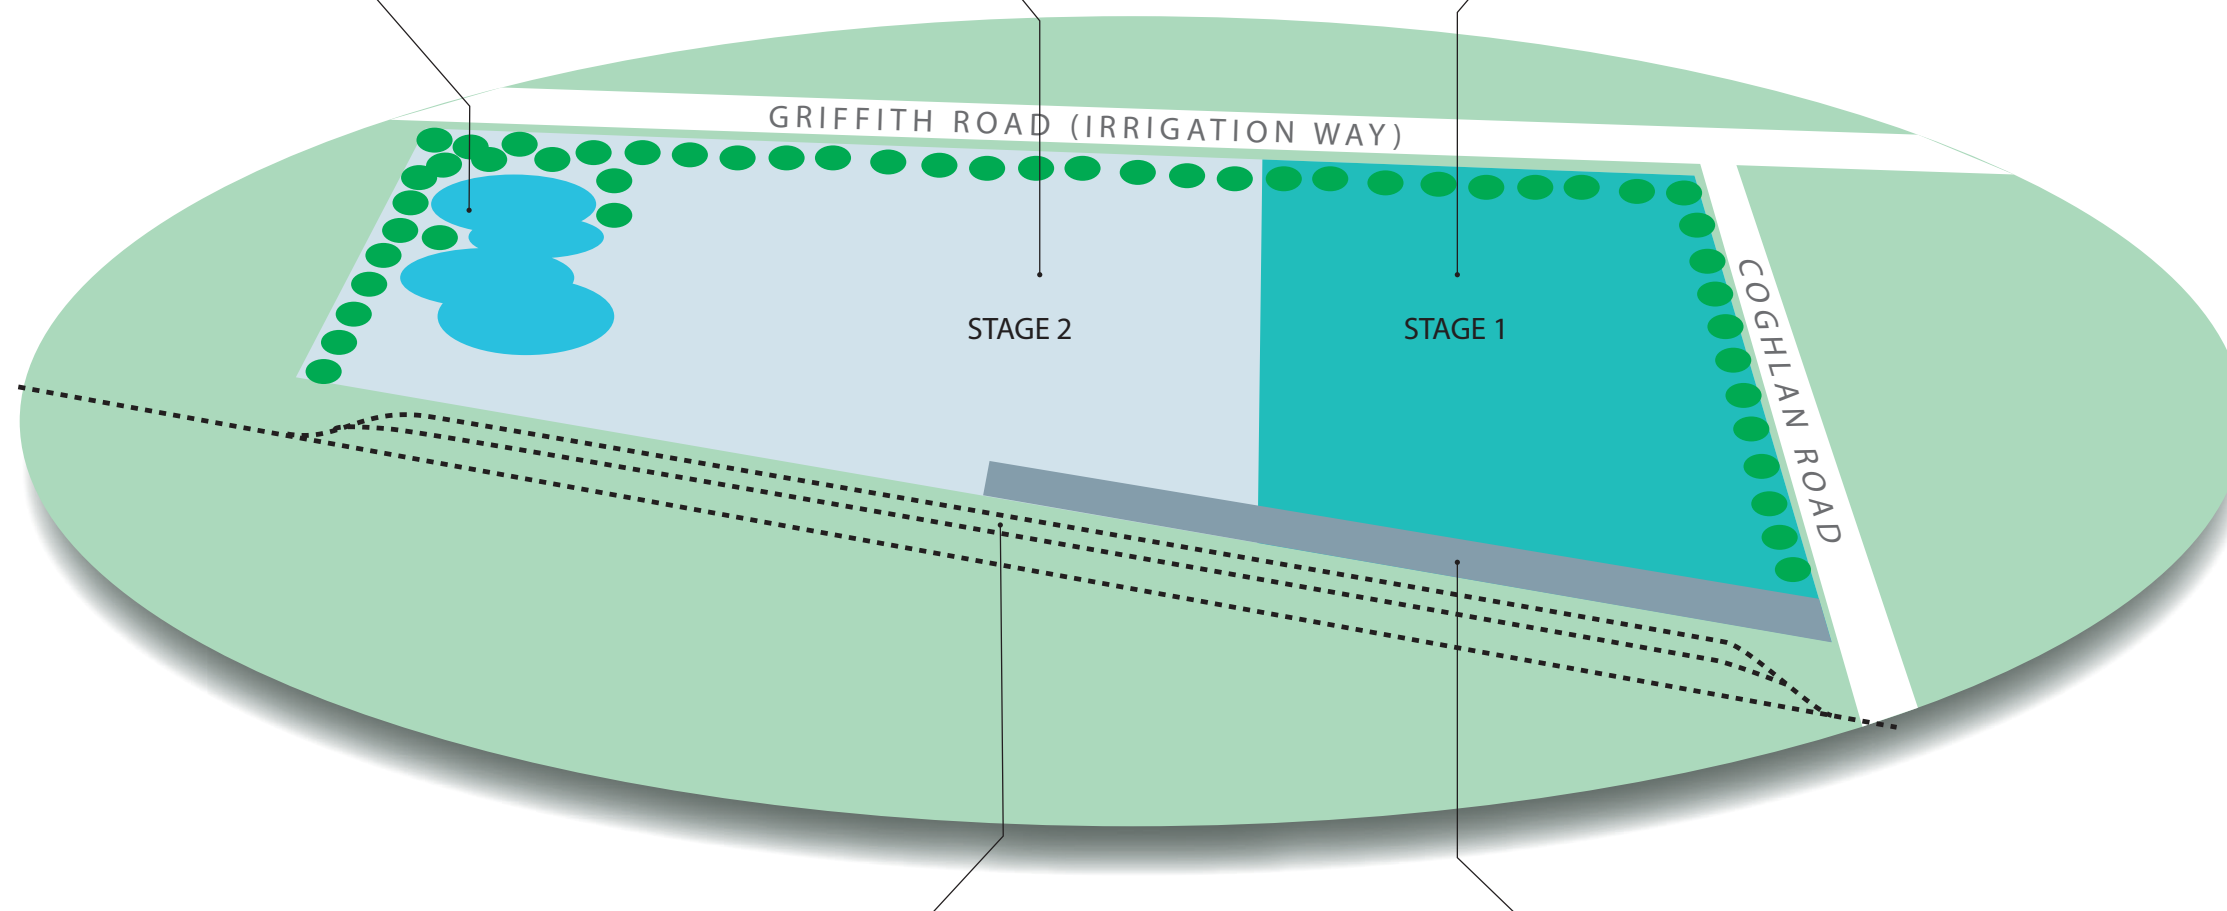 GRIFFITH ROAD (IRRIGATION WAY)
STAGE 2
STAGE 1
COGHLAN ROAD